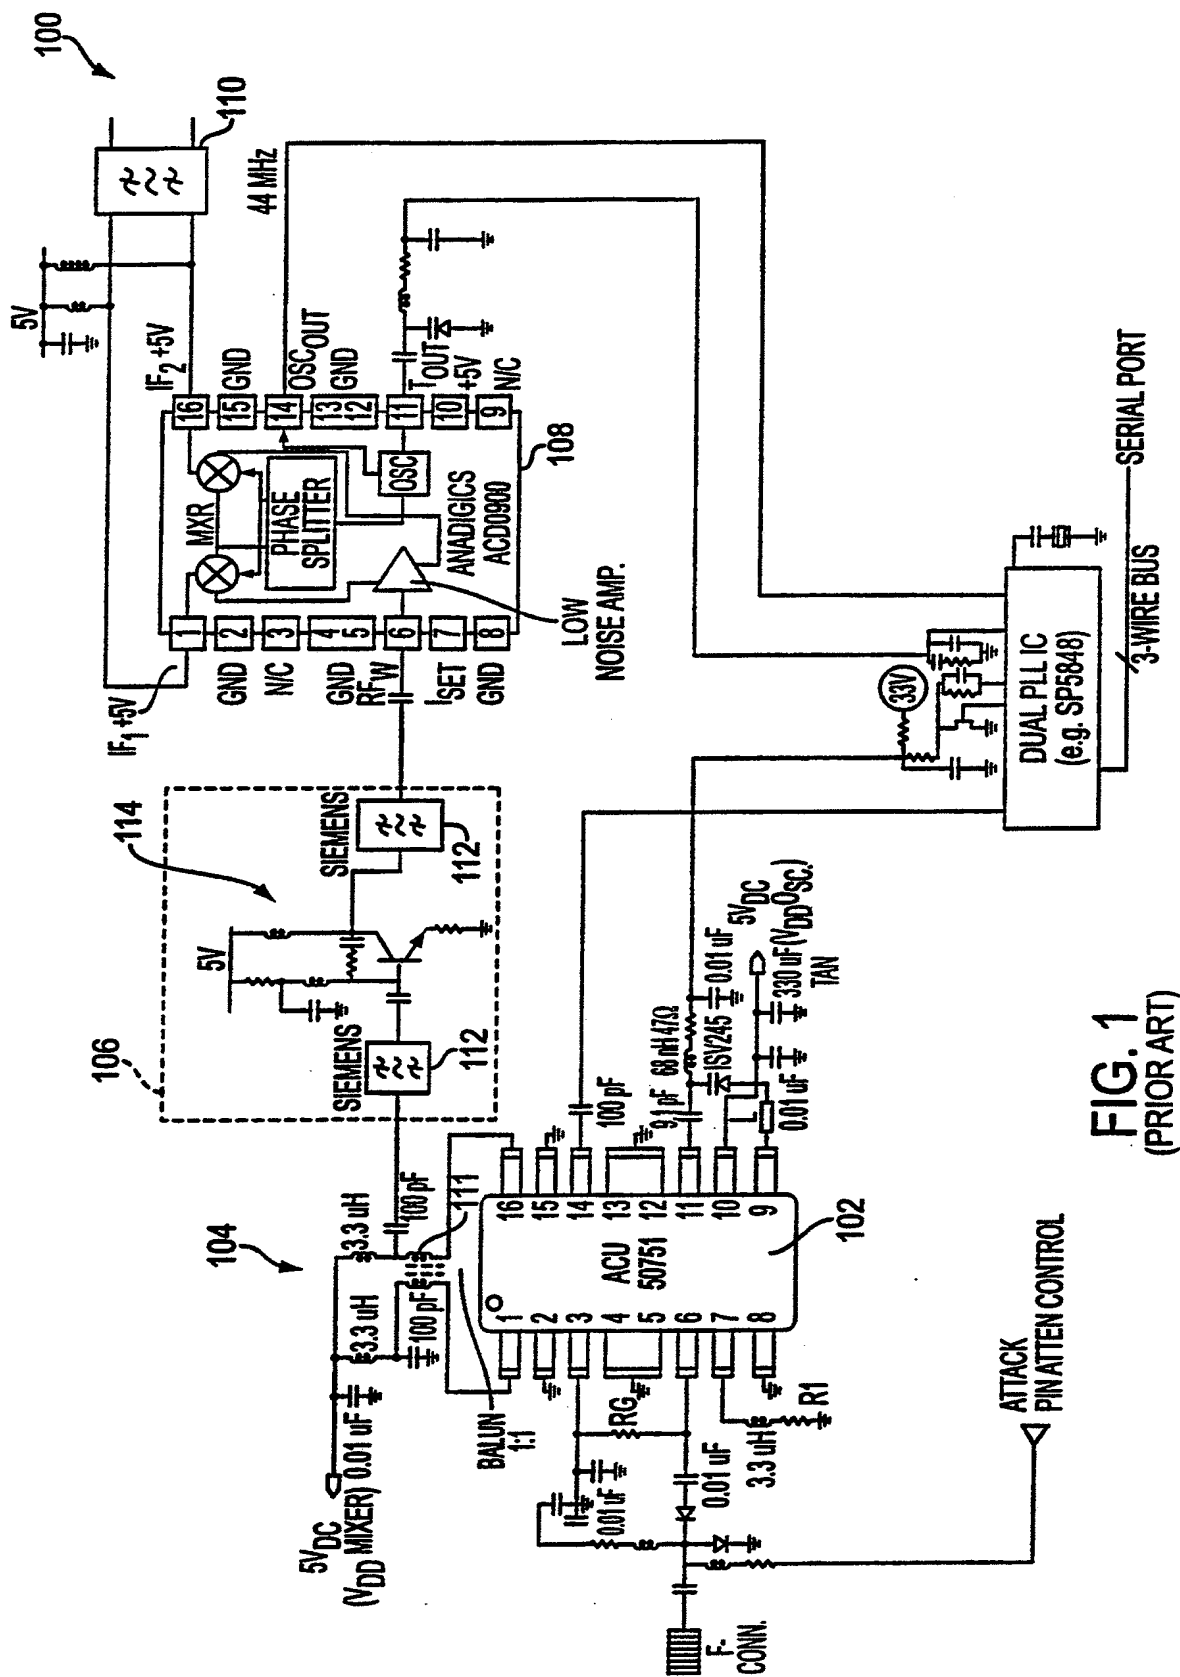 100
110
5V
44 MHz
IF2 +5V
GND
OSCOUT
GND
TOUT
+5V
N/C
16
15
14
13
12
11
10
9
MXR
PHASE
SPLITTER
OSC
ANADIGICS
ACD0900
108
1
2
3
4
5
6
7
8
IF1 +5V
GND
N/C
GND
RFW
ISET
GND
LOW
NOISE AMP.
106
114
5V
SIEMENS
112
SIEMENS
112
33V
DUAL PLL IC
(e.g. SP5848)
3-WIRE BUS
SERIAL PORT
104
5VDC
(VDD MIXER)
0.01 uF
3.3 uH
3.3 uH
100 pF
100 pF
111
BALUN
1:1
16
15
14
13
12
11
10
9
ACU
50751
1
2
3
4
5
6
7
8
102
100 pF
9.1 pF
68 nH
47Ω
ISV245
0.01 uF
0.01 uF
330 uF
TAN
5VDC
(VDDOSC.)
RG
0.01 uF
0.01 uF
3.3 uH
R1
F-
CONN.
ATTACK
PIN ATTEN CONTROL
FIG. 1
(PRIOR ART)